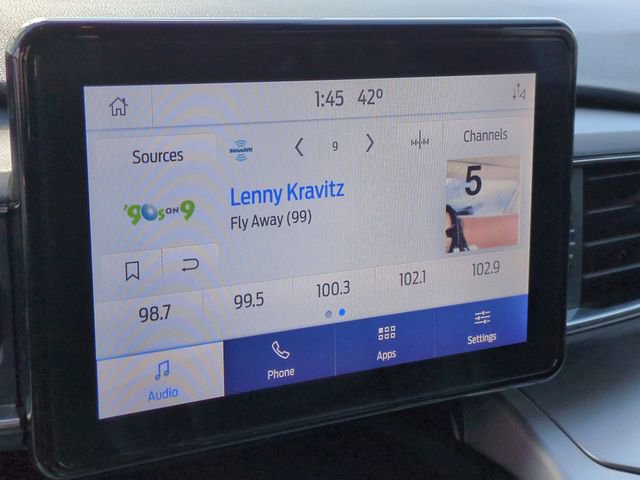 1:45 42°
Sources
SiriusXM
9
Channels
'90s ON 9
Lenny Kravitz
Fly Away (99)
5
98.7
99.5
100.3
102.1
102.9
Audio
Phone
Apps
Settings